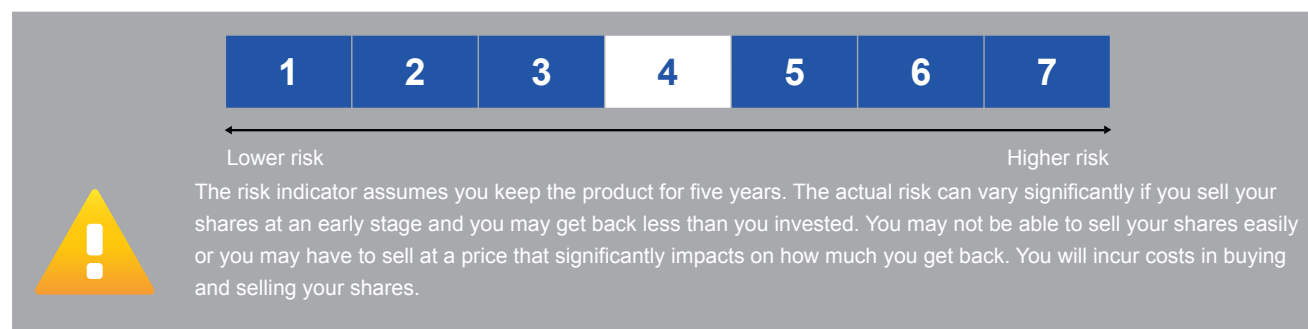 1 2 3 4 5 6 7
Lower risk Higher risk
The risk indicator assumes you keep the product for five years. The actual risk can vary significantly if you sell your
shares at an early stage and you may get back less than you invested. You may not be able to sell your shares easily
or you may have to sell at a price that significantly impacts on how much you get back. You will incur costs in buying
and selling your shares.